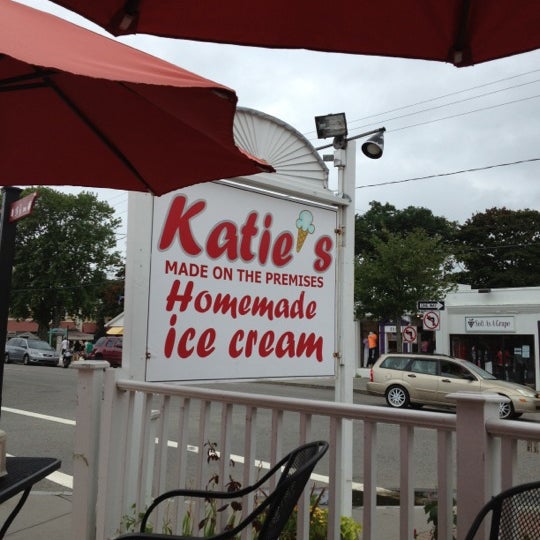 Katie's
MADE ON THE PREMISES
Homemade
ice cream
ONE WAY
Salt & Grape